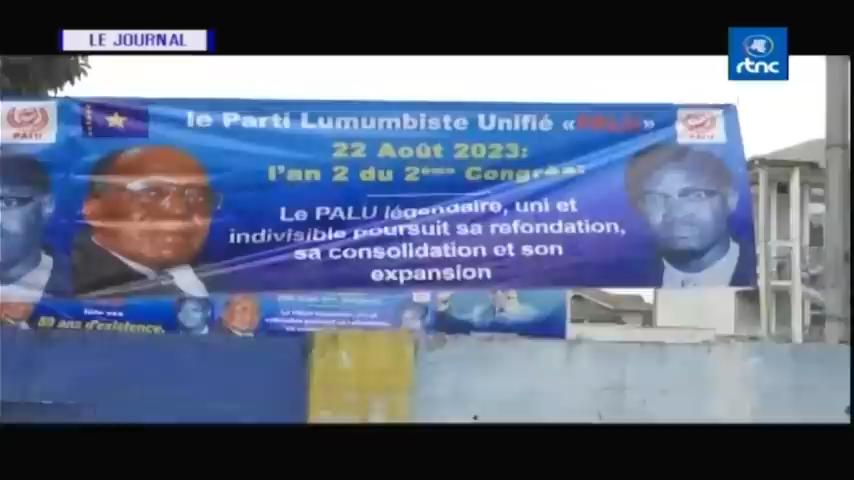 LE JOURNAL
rtnc
PALU
le Parti Lumumbiste Unifié «PALU»
22 Août 2023:
l'an 2 du 2ème Congrès
Le PALU légendaire, uni et
indivisible poursuit sa refondation,
sa consolidation et son
expansion
59 ans d'existence,